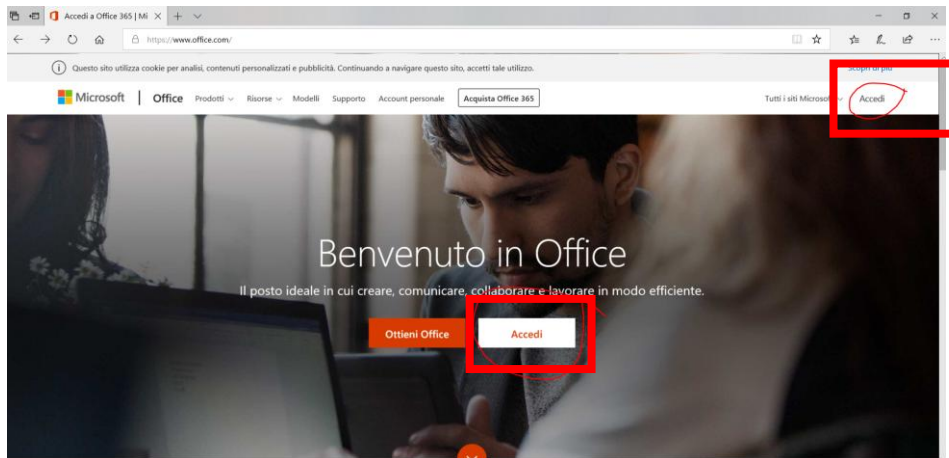 Accedi a Office 365 | Mi
https://www.office.com/
Questo sito utilizza cookie per analisi, contenuti personalizzati e pubblicità. Continuando a navigare questo sito, accetti tale utilizzo.
Scopri di più
Microsoft Office Prodotti Risorse Modelli Supporto Account personale Acquista Office 365 Tutti i siti Microsoft Accedi
Benvenuto in Office
Il posto ideale in cui creare, comunicare, collaborare e lavorare in modo efficiente.
Ottieni Office Accedi